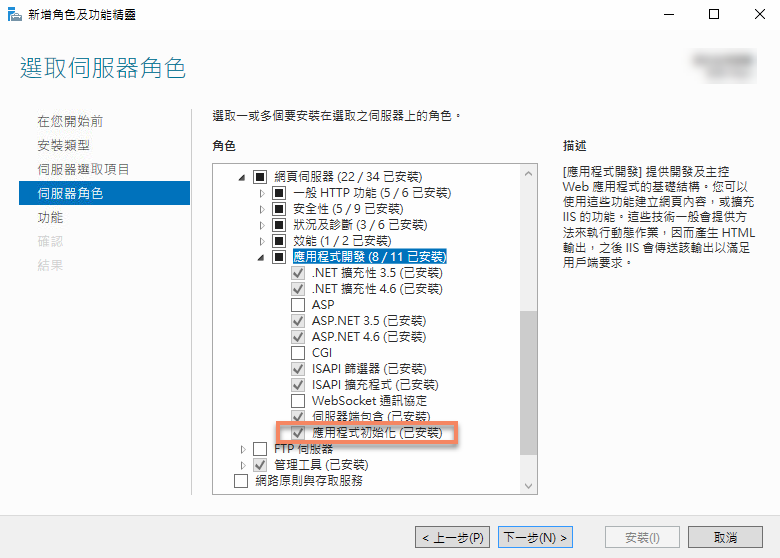 新增角色及功能精靈
選取伺服器角色
在您開始前
安裝類型
伺服器選取項目
伺服器角色
功能
確認
結果
選取一或多個要安裝在選取之伺服器上的角色。
角色
網頁伺服器 (22 / 34 已安裝)
一般 HTTP 功能 (5 / 6 已安裝)
安全性 (5 / 9 已安裝)
狀況及診斷 (3 / 6 已安裝)
效能 (1 / 2 已安裝)
應用程式開發 (8 / 11 已安裝)
.NET 擴充性 3.5 (已安裝)
.NET 擴充性 4.6 (已安裝)
ASP
ASP.NET 3.5 (已安裝)
ASP.NET 4.6 (已安裝)
CGI
ISAPI 篩選器 (已安裝)
ISAPI 擴充程式 (已安裝)
WebSocket 通訊協定
伺服器端包含 (已安裝)
應用程式初始化 (已安裝)
FTP 伺服器
管理工具 (已安裝)
網路原則與存取服務
描述
[應用程式開發] 提供開發及主控
Web 應用程式的基礎結構。您可以
使用這些功能建立網頁內容，或擴充
IIS 的功能。這些技術一般會提供方
法來執行動態作業，因而產生 HTML
輸出，之後 IIS 會傳送該輸出以滿足
用戶端要求。
< 上一步(P)
下一步(N) >
安裝(I)
取消